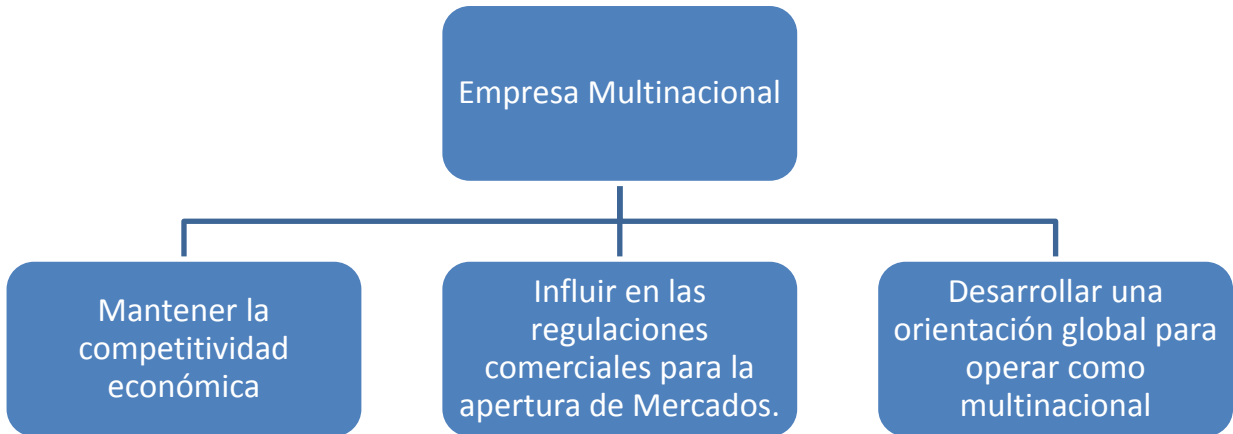 Empresa Multinacional
Mantener la
competitividad
económica
Influir en las
regulaciones
comerciales para la
apertura de Mercados.
Desarrollar una
orientación global para
operar como
multinacional